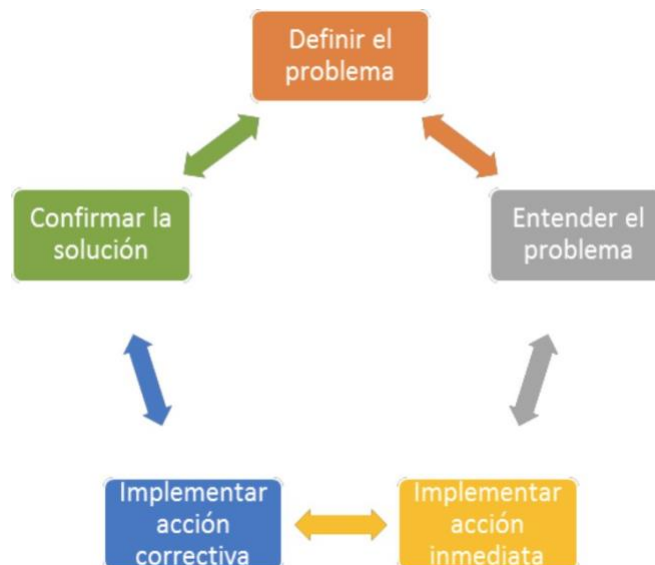 Definir el
problema
Entender el
problema
Implementar
acción
inmediata
Implementar
acción
correctiva
Confirmar la
solución